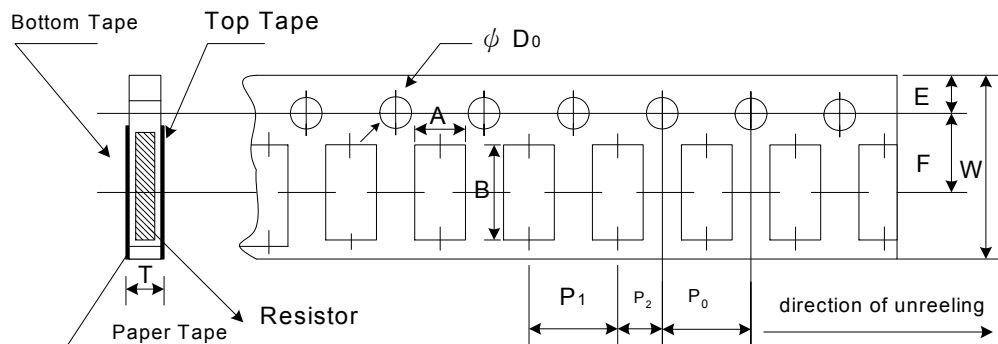 Bottom Tape
Top Tape
ψ D₀
A
B
E
F
W
T
P₁
P₂
P₀
Resistor
Paper Tape
direction of unreeling